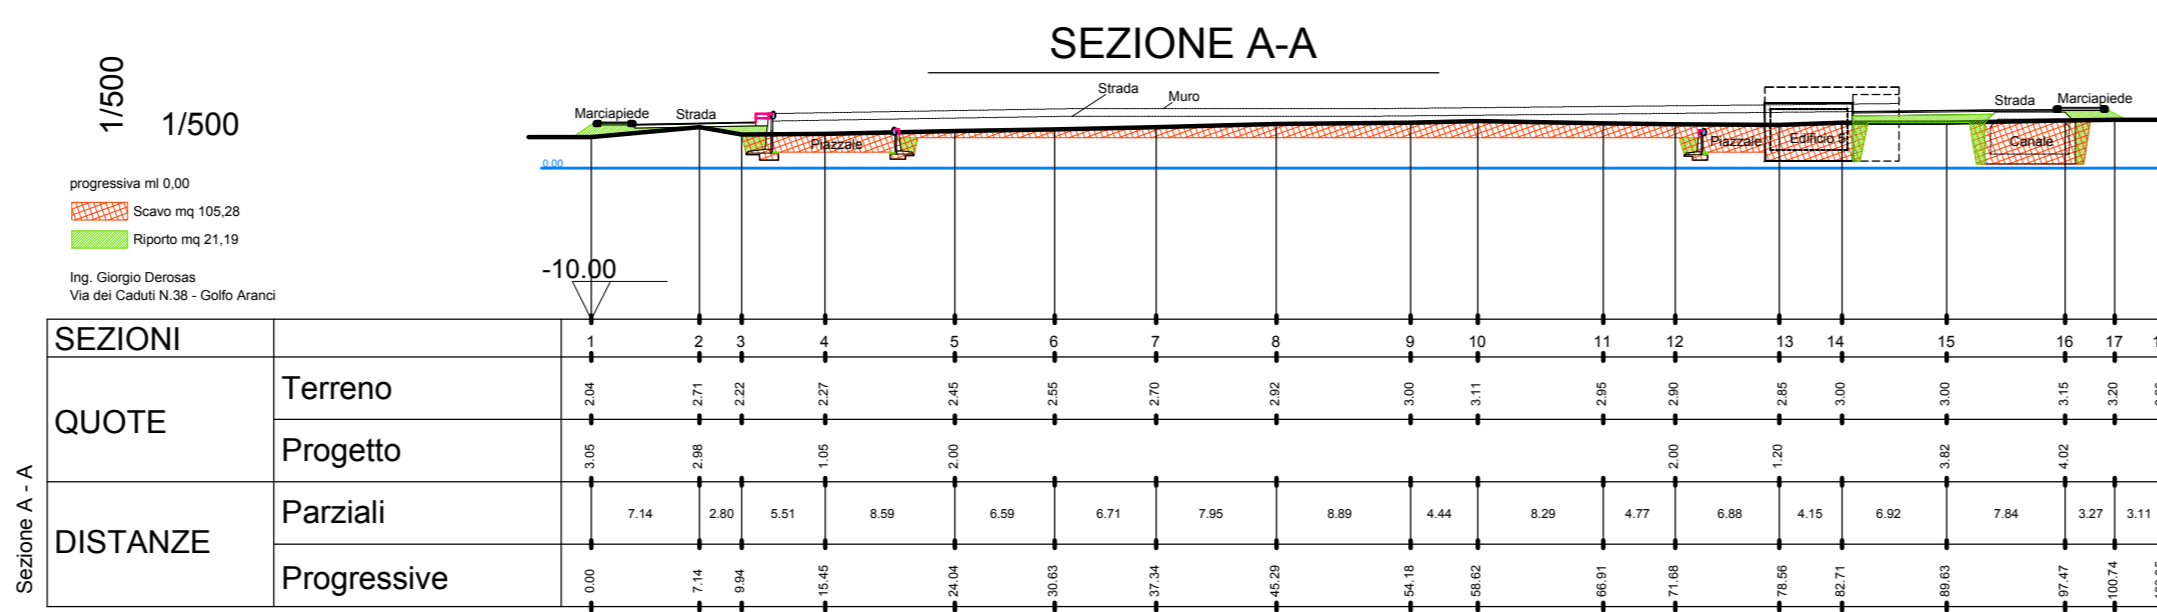 SEZIONE A-A
1/500
1/500
Marciapiede
Strada
Strada
Muro
Strada
Marciapiede
Piazzale
Piazzale
Edificio 5
Canale
0.00
progressiva ml 0,00
Scavo mq 105,28
Riporto mq 21,19
Ing. Giorgio Derosas
Via dei Caduti N.38 - Golfo Aranci
-10.00
Sezione A - A
SEZIONI 1 2 3 4 5 6 7 8 9 10 11 12 13 14 15 16 17
QUOTE
Terreno 2.04 2.71 2.22 2.27 2.45 2.55 2.70 2.92 3.00 3.11 2.95 2.90 2.85 3.00 3.00 3.15 3.20
Progetto 3.05 2.98 1.05 2.00 2.00 1.20 3.82 4.02
DISTANZE
Parziali 7.14 2.80 5.51 8.59 6.59 6.71 7.95 8.89 4.44 8.29 4.77 6.88 4.15 6.92 7.84 3.27 3.11
Progressive 0.00 7.14 9.94 15.45 24.04 30.63 37.34 45.29 54.18 58.62 66.91 71.68 78.56 82.71 89.63 97.47 100.74